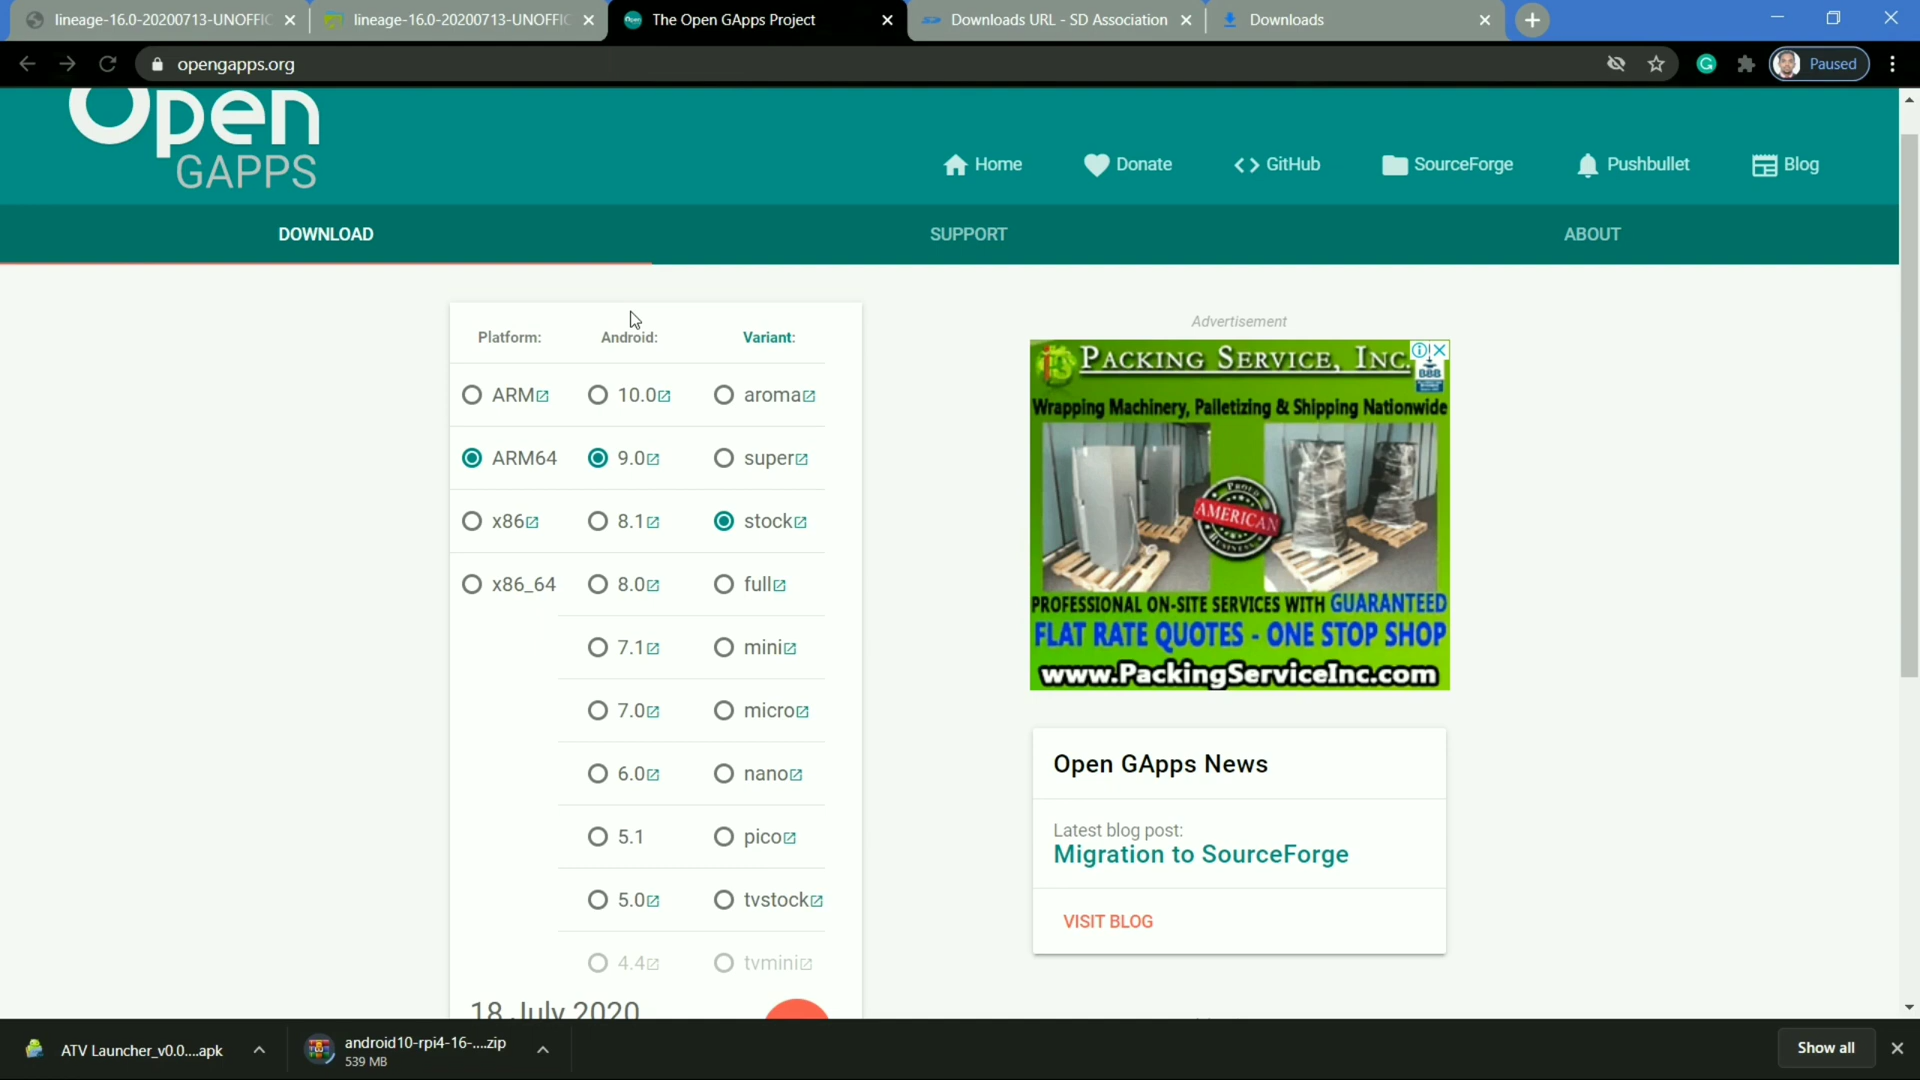 lineage-16.0-20200713-UNOFFIC
lineage-16.0-20200713-UNOFFIC
The Open GApps Project
Downloads URL - SD Association
Downloads
opengapps.org
Paused
Open
GAPPS
Home
Donate
GitHub
SourceForge
Pushbullet
Blog
DOWNLOAD
SUPPORT
ABOUT
Platform:
Android:
Variant:
ARM
10.0
aroma
ARM64
9.0
super
x86
8.1
stock
x86_64
8.0
full
7.1
mini
7.0
micro
6.0
nano
5.1
pico
5.0
tvstock
4.4
tvmini
18 July 2020
Advertisement
PACKING SERVICE, INC.
BBB
Wrapping Machinery, Palletizing & Shipping Nationwide
PROUD
AMERICAN
BUSINESS
PROFESSIONAL ON-SITE SERVICES WITH GUARANTEED
FLAT RATE QUOTES - ONE STOP SHOP
www.PackingServiceInc.com
Open GApps News
Latest blog post:
Migration to SourceForge
VISIT BLOG
ATV Launcher_v0.0....apk
android10-rpi4-16-....zip
539 MB
Show all